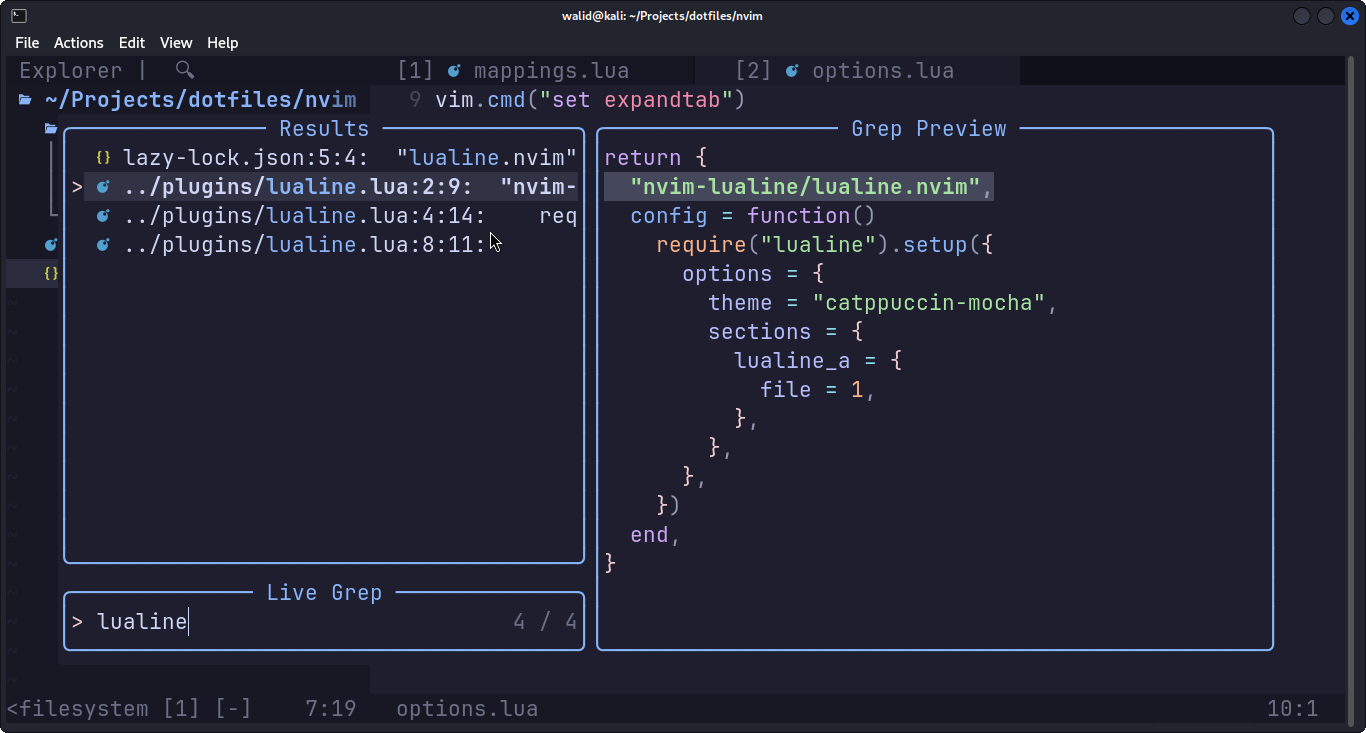 walid@kali: ~/Projects/dotfiles/nvim
File Actions Edit View Help
Explorer | [1] mappings.lua [2] options.lua
~/Projects/dotfiles/nvim
9 vim.cmd("set expandtab")
Results
{} lazy-lock.json:5:4: "lualine.nvim"
> ../plugins/lualine.lua:2:9: "nvim-
../plugins/lualine.lua:4:14: req
../plugins/lualine.lua:8:11:
{}
Live Grep
> lualine 4 / 4
Grep Preview
return {
"nvim-lualine/lualine.nvim",
config = function()
require("lualine").setup({
options = {
theme = "catppuccin-mocha",
sections = {
lualine_a = {
file = 1,
},
},
},
})
end,
}
<filesystem [1] [-] 7:19 options.lua 10:1